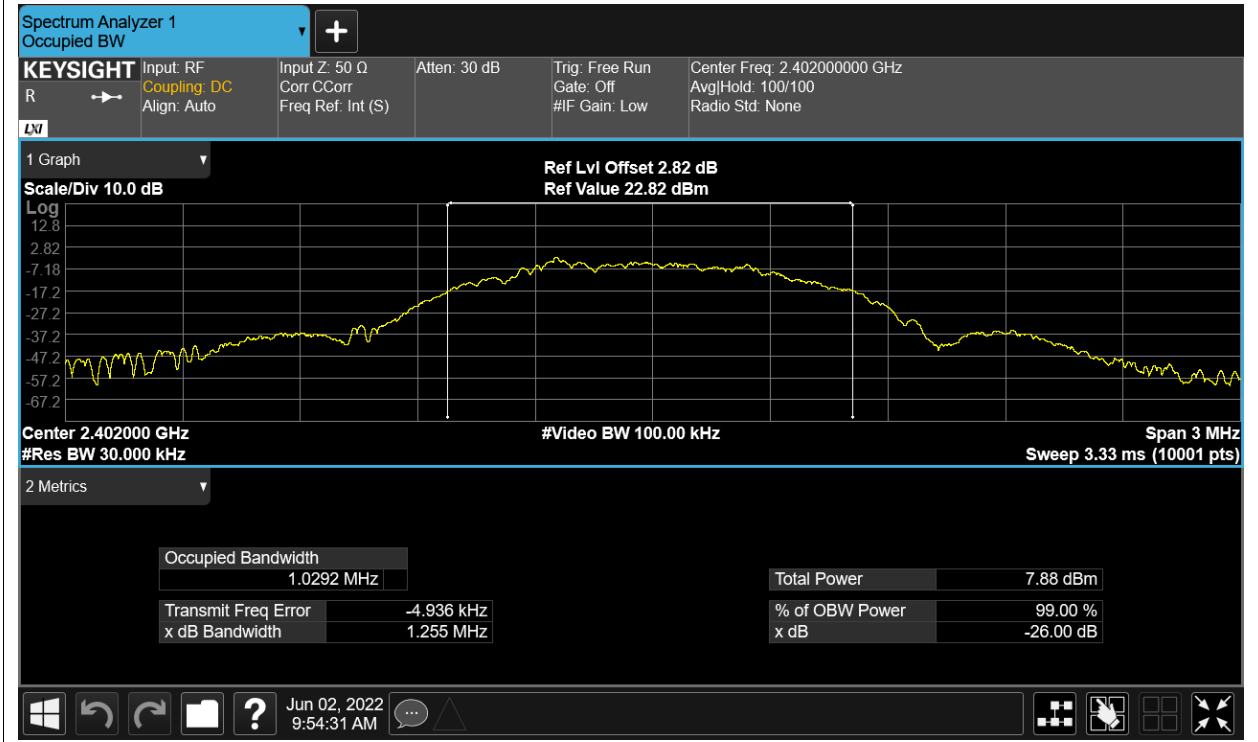 Spectrum Analyzer 1
Occupied BW
KEYSIGHT
R
LXI
Input: RF
Coupling: DC
Align: Auto
Input Z: 50 Ω
Corr CCorr
Freq Ref: Int (S)
Atten: 30 dB
Trig: Free Run
Gate: Off
#IF Gain: Low
Center Freq: 2.402000000 GHz
Avg|Hold: 100/100
Radio Std: None
1 Graph
Scale/Div 10.0 dB
Ref Lvl Offset 2.82 dB
Ref Value 22.82 dBm
Log
12.8
2.82
-7.18
-17.2
-27.2
-37.2
-47.2
-57.2
-67.2
Center 2.402000 GHz
#Video BW 100.00 kHz
Span 3 MHz
#Res BW 30.000 kHz
Sweep 3.33 ms (10001 pts)
2 Metrics
Occupied Bandwidth
1.0292 MHz
Total Power 7.88 dBm
Transmit Freq Error -4.936 kHz
% of OBW Power 99.00 %
x dB Bandwidth 1.255 MHz
x dB -26.00 dB
?
Jun 02, 2022
9:54:31 AM